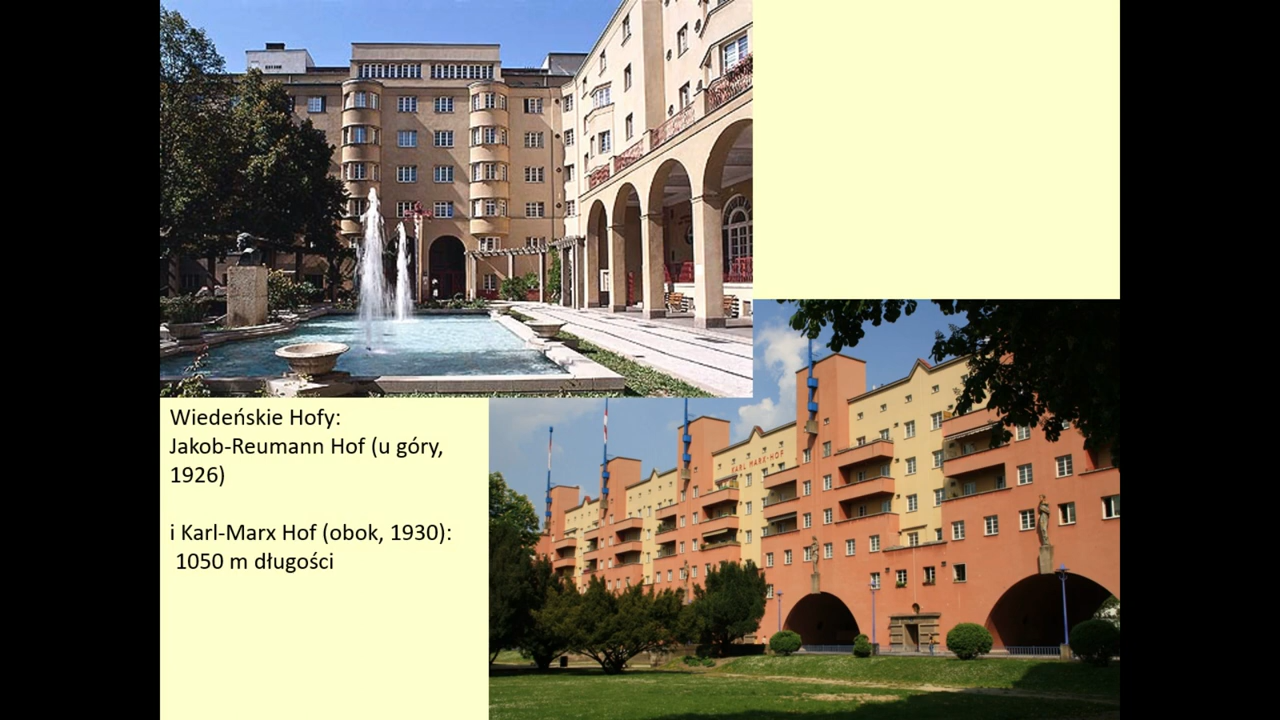 Wiedeńskie Hofy:
Jakob-Reumann Hof (u góry,
1926)
i Karl-Marx Hof (obok, 1930):
1050 m długości
KARL MARX-HOF